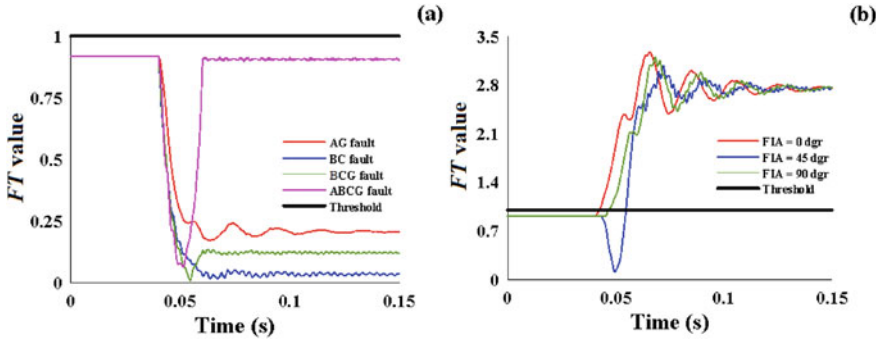 (a)
FT value
1
0.75
0.5
0.25
0
0
0.05
0.1
0.15
Time (s)
AG fault
BC fault
BCG fault
ABCG fault
Threshold
(b)
FT value
3.5
2.8
2.1
1.4
0.7
0
0
0.05
0.1
0.15
Time (s)
FIA = 0 dgr
FIA = 45 dgr
FIA = 90 dgr
Threshold